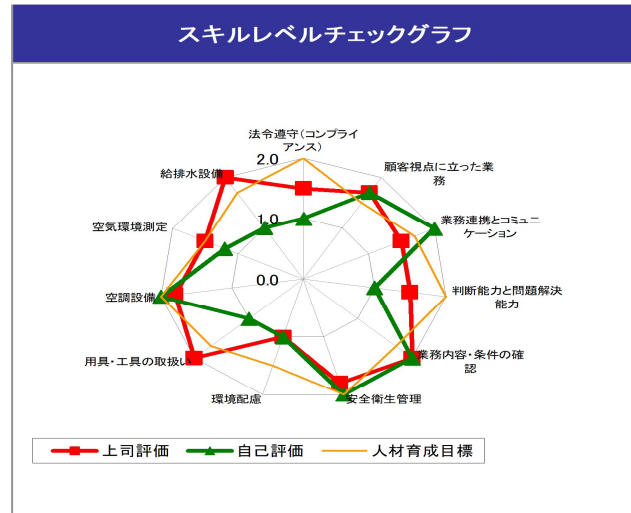 スキルレベルチェックグラフ
法令遵守（コンプライ
アンス）
顧客視点に立った業
務
業務連携とコミュニ
ケーション
判断能力と問題解決
能力
業務内容・条件の確
認
安全衛生管理
環境配慮
用具・工具の取扱い
空調設備
空気環境測定
給排水設備
2.0
1.0
0.0
上司評価 自己評価 人材育成目標